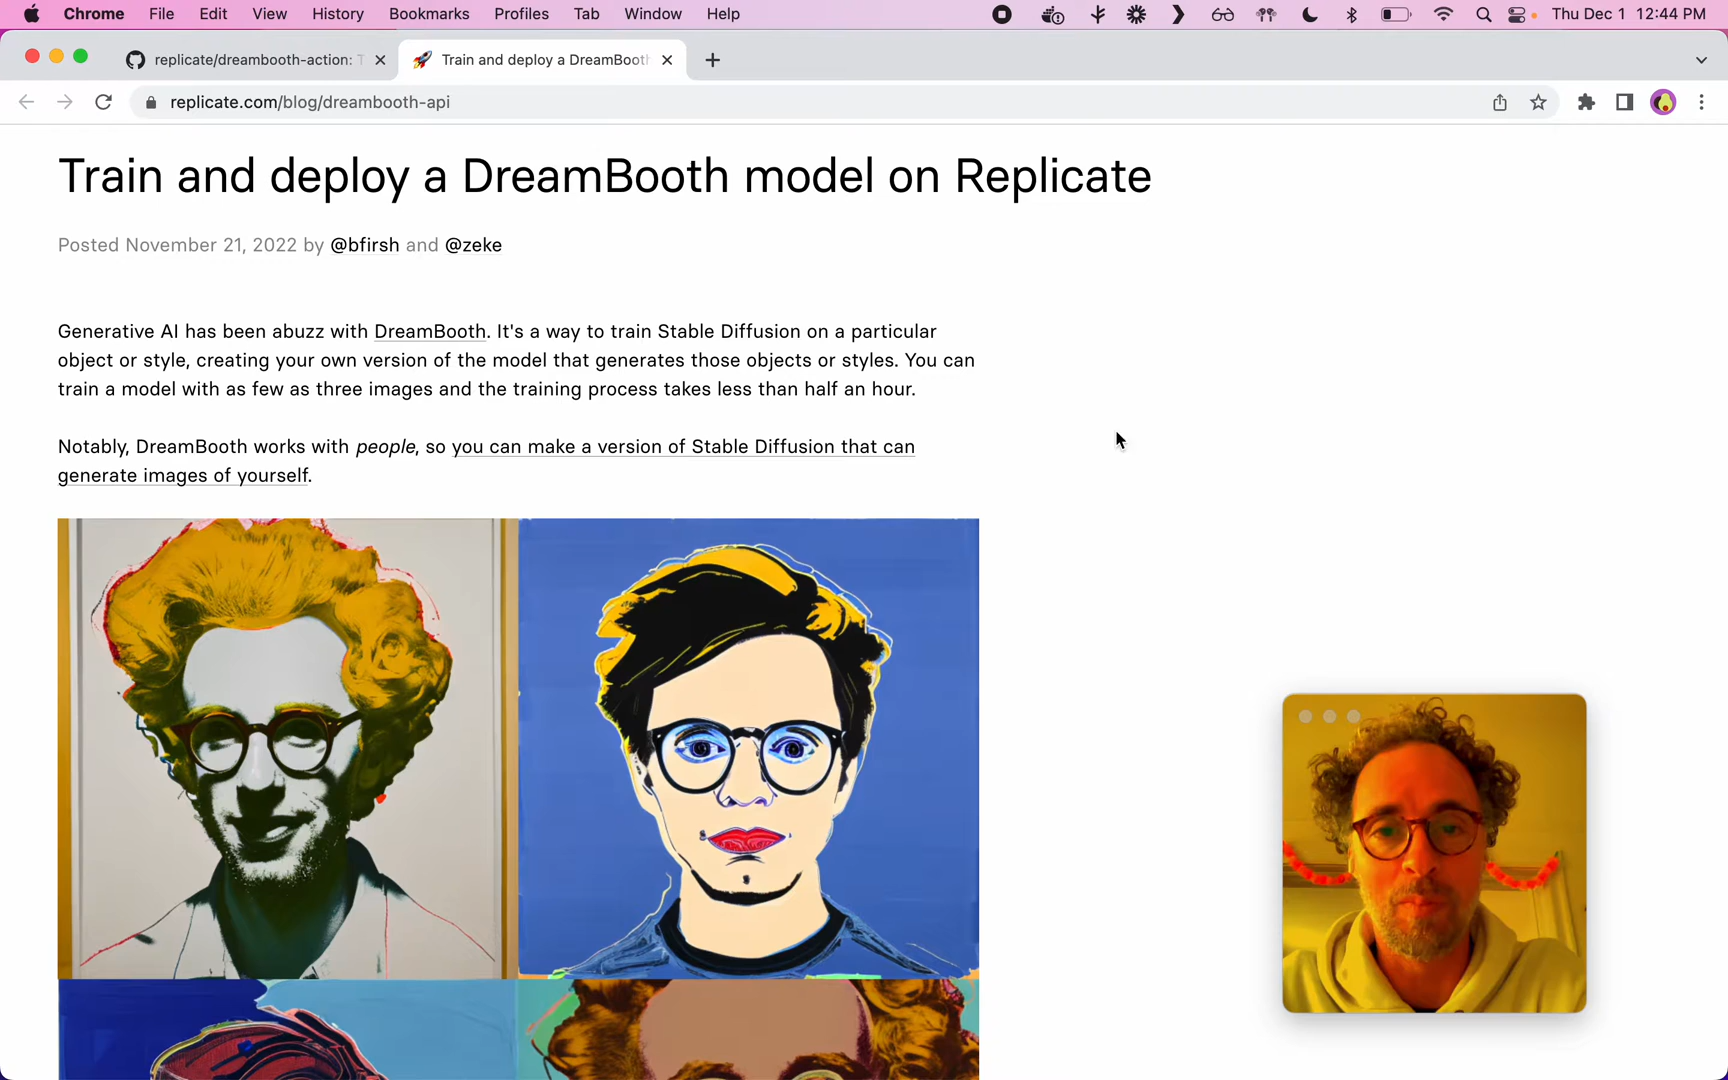 Chrome File Edit View History Bookmarks Profiles Tab Window Help Thu Dec 1 12:44 PM
replicate/dreambooth-action: T
Train and deploy a DreamBooth
replicate.com/blog/dreambooth-api
Train and deploy a DreamBooth model on Replicate
Posted November 21, 2022 by @bfirsh and @zeke
Generative AI has been abuzz with DreamBooth. It's a way to train Stable Diffusion on a particular
object or style, creating your own version of the model that generates those objects or styles. You can
train a model with as few as three images and the training process takes less than half an hour.
Notably, DreamBooth works with people, so you can make a version of Stable Diffusion that can
generate images of yourself.